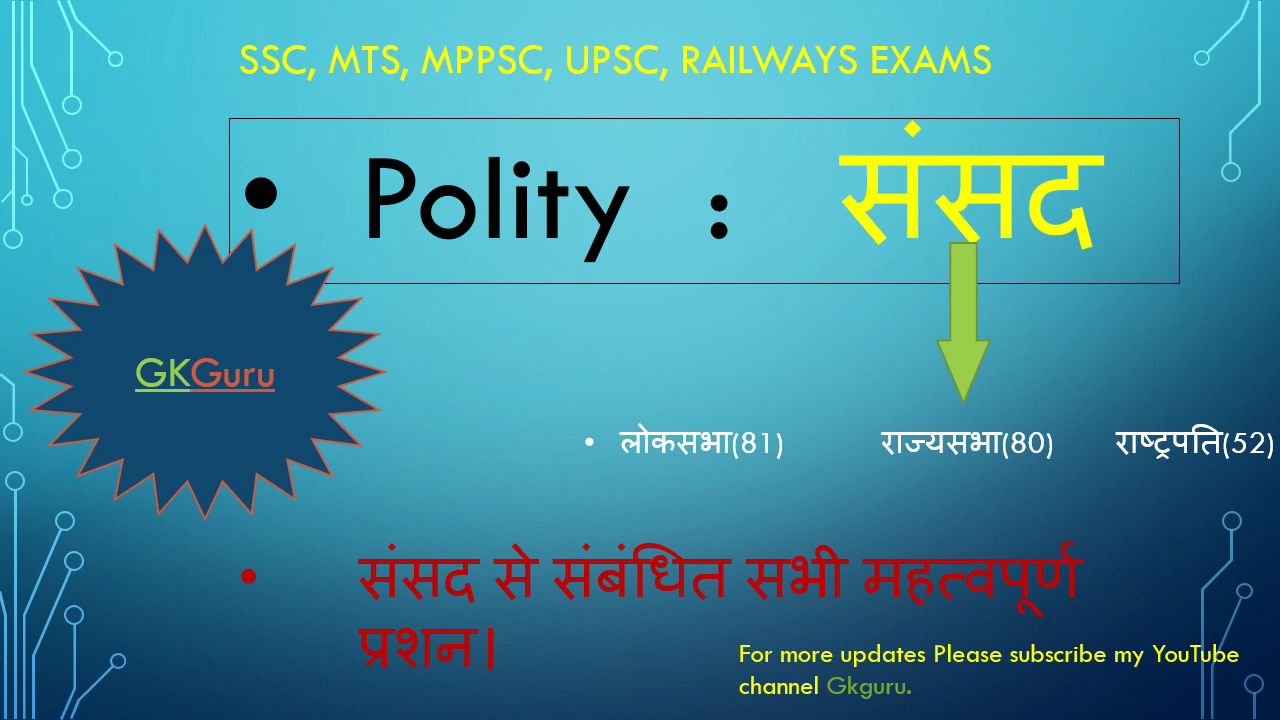 SSC, MTS, MPPSC, UPSC, RAILWAYS EXAMS
• Polity : संसद
GKGuru
• लोकसभा(81) राज्यसभा(80) राष्ट्रपति(52)
• संसद से संबंधित सभी महत्वपूर्ण
प्रशन।
For more updates Please subscribe my YouTube
channel Gkguru.